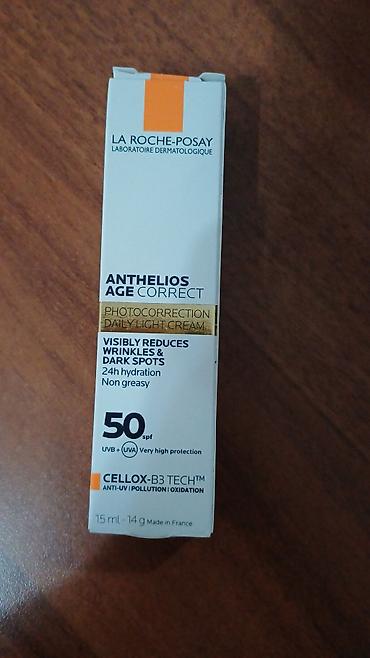 LA ROCHE-POSAY
LABORATOIRE DERMATOLOGIQUE
ANTHELIOS
AGE CORRECT
PHOTOCORRECTION
DAILY LIGHT CREAM
VISIBLY REDUCES
WRINKLES &
DARK SPOTS
24h hydration
Non greasy
50 spf
UVB + UVA Very high protection
CELLOX-B3 TECH™
ANTI-UV | POLLUTION | OXIDATION
15 ml - 14 g Made in France